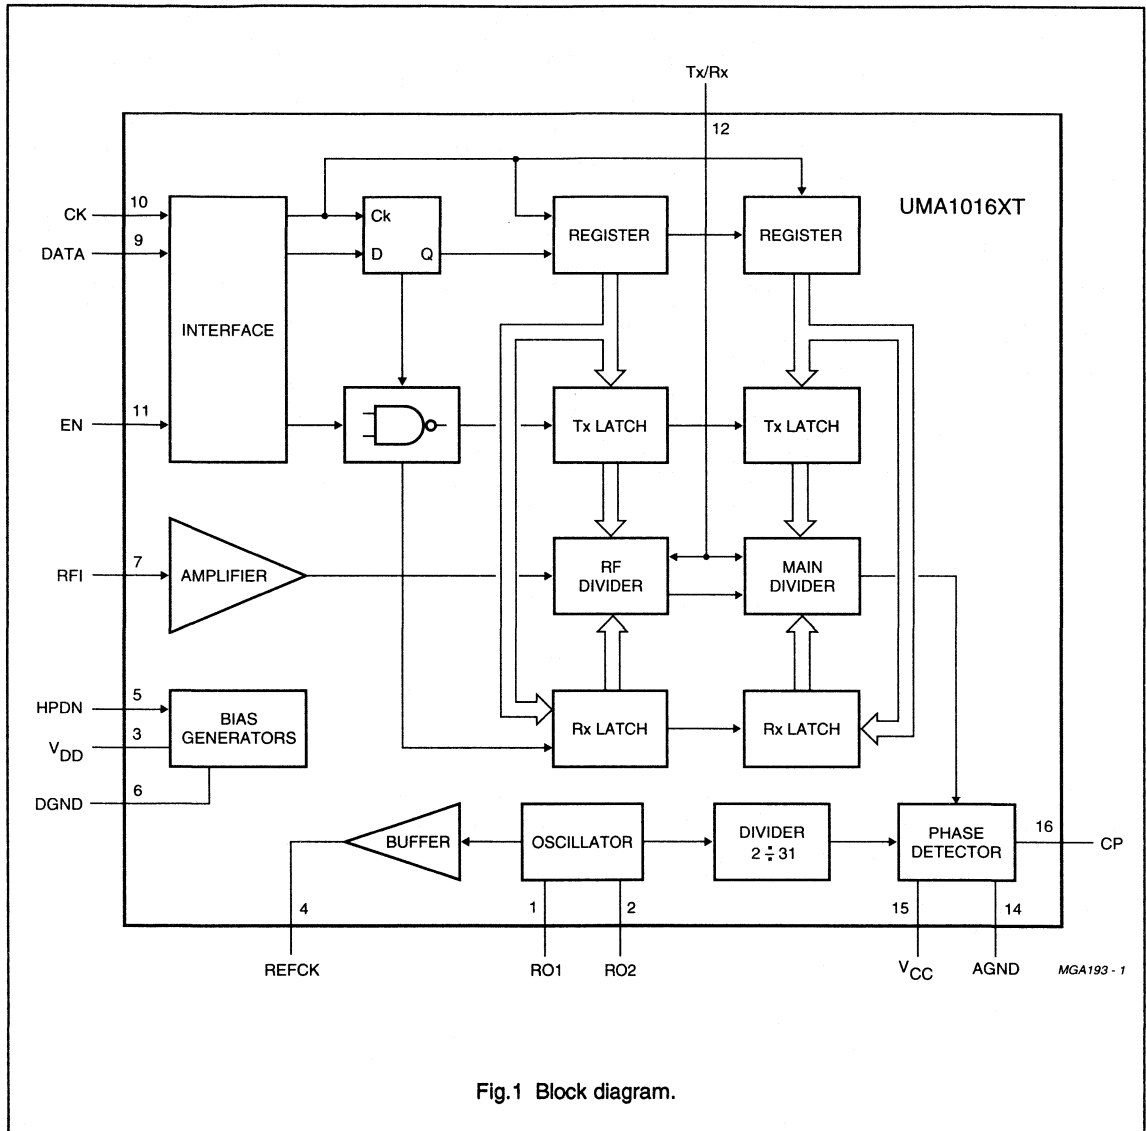 Tx/Rx
12
UMA1016XT
CK
10
DATA
9
Ck
D
Q
REGISTER
REGISTER
INTERFACE
EN
11
Tx LATCH
Tx LATCH
RFI
7
AMPLIFIER
RF
DIVIDER
MAIN
DIVIDER
HPDN
5
VDD
3
DGND
6
BIAS
GENERATORS
Rx LATCH
Rx LATCH
BUFFER
OSCILLATOR
DIVIDER
2 ÷ 31
PHASE
DETECTOR
16
CP
4
1
2
15
14
REFCK
RO1
RO2
VCC
AGND
MGA193 - 1
Fig.1 Block diagram.